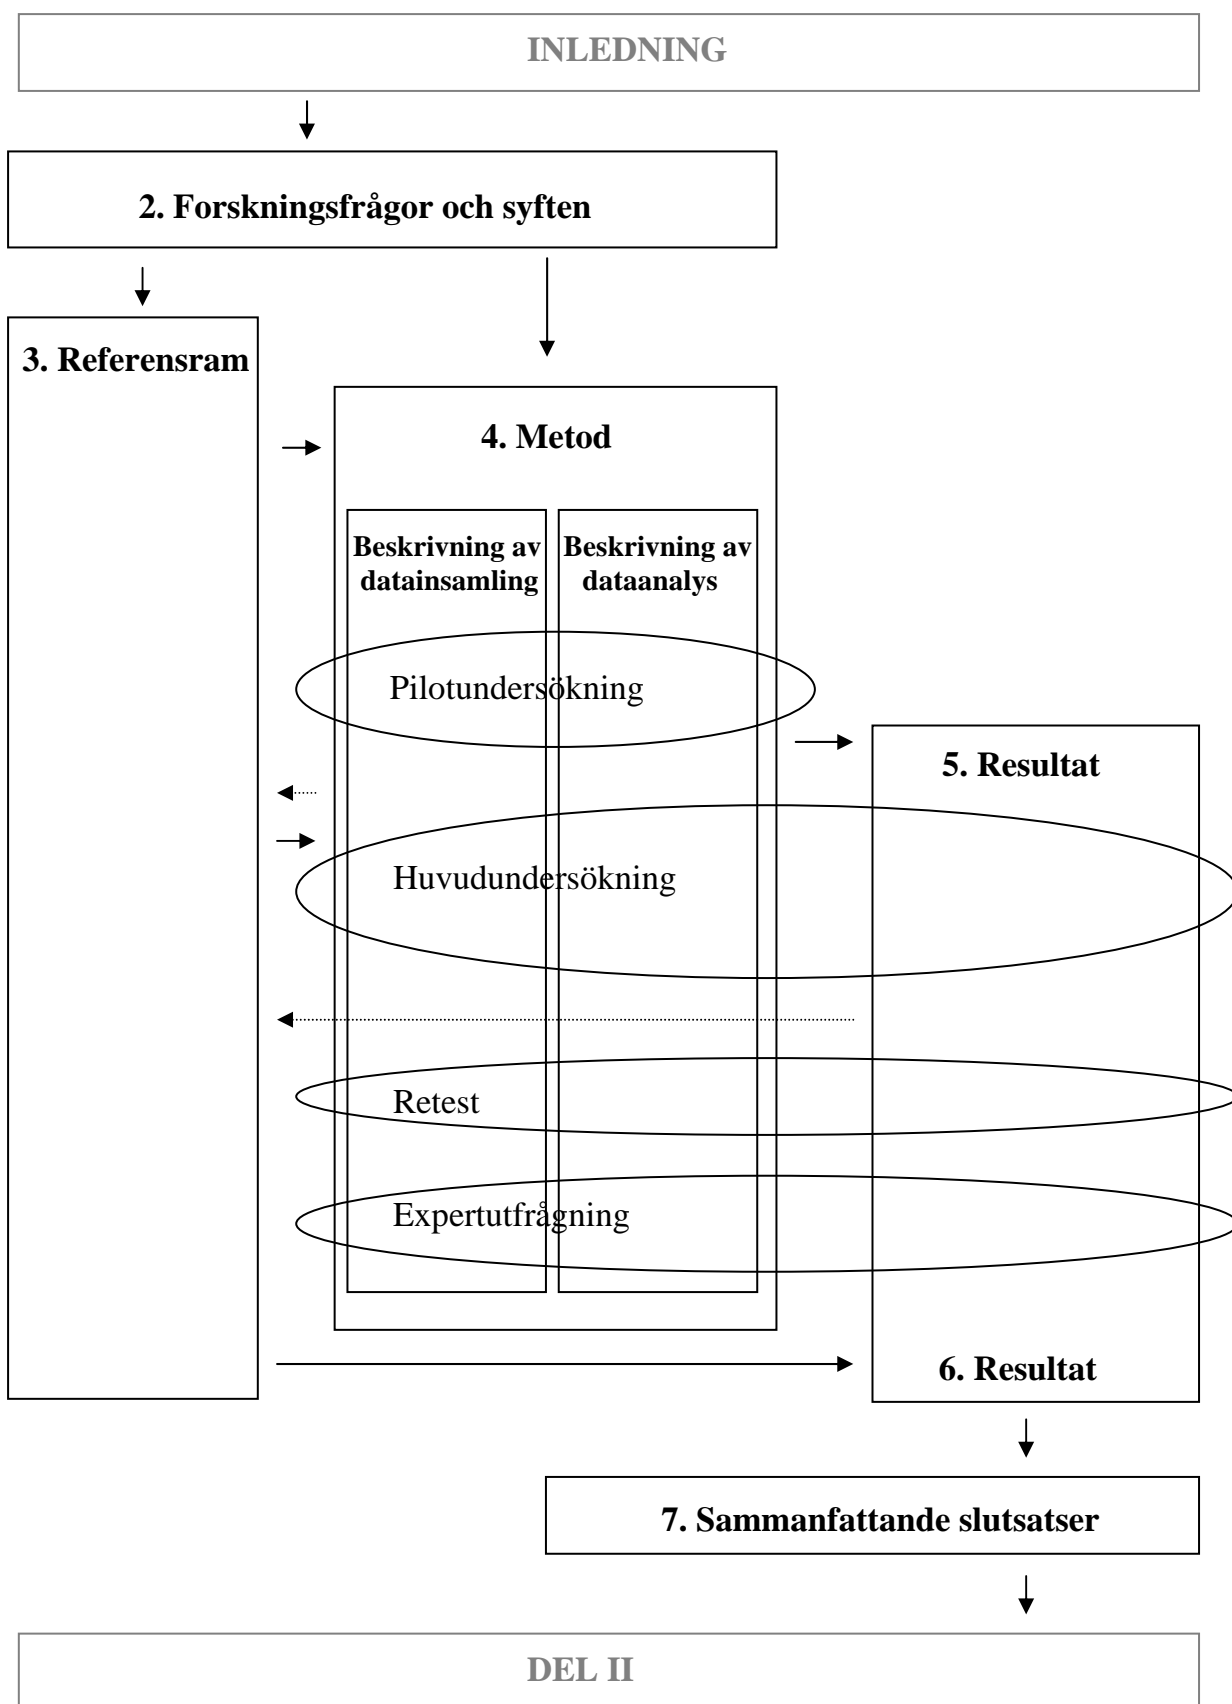 INLEDNING
2. Forskningsfrågor och syften
3. Referensram
4. Metod
Beskrivning av
datainsamling
Beskrivning av
dataanalys
Pilotundersökning
5. Resultat
Huvudundersökning
Retest
Expertutfrågning
6. Resultat
7. Sammanfattande slutsatser
DEL II